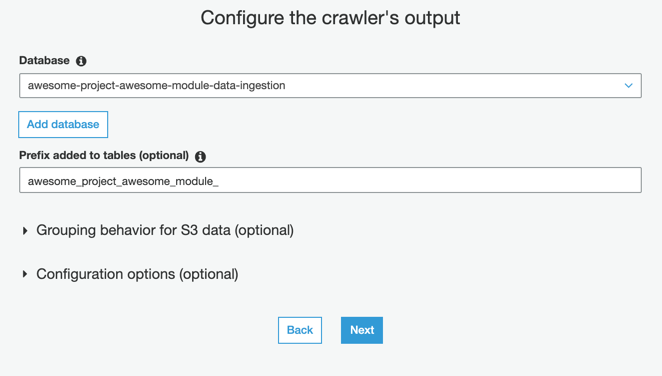 Configure the crawler's output
Database
awesome-project-awesome-module-data-ingestion
Add database
Prefix added to tables (optional)
awesome_project_awesome_module_
Grouping behavior for S3 data (optional)
Configuration options (optional)
Back Next